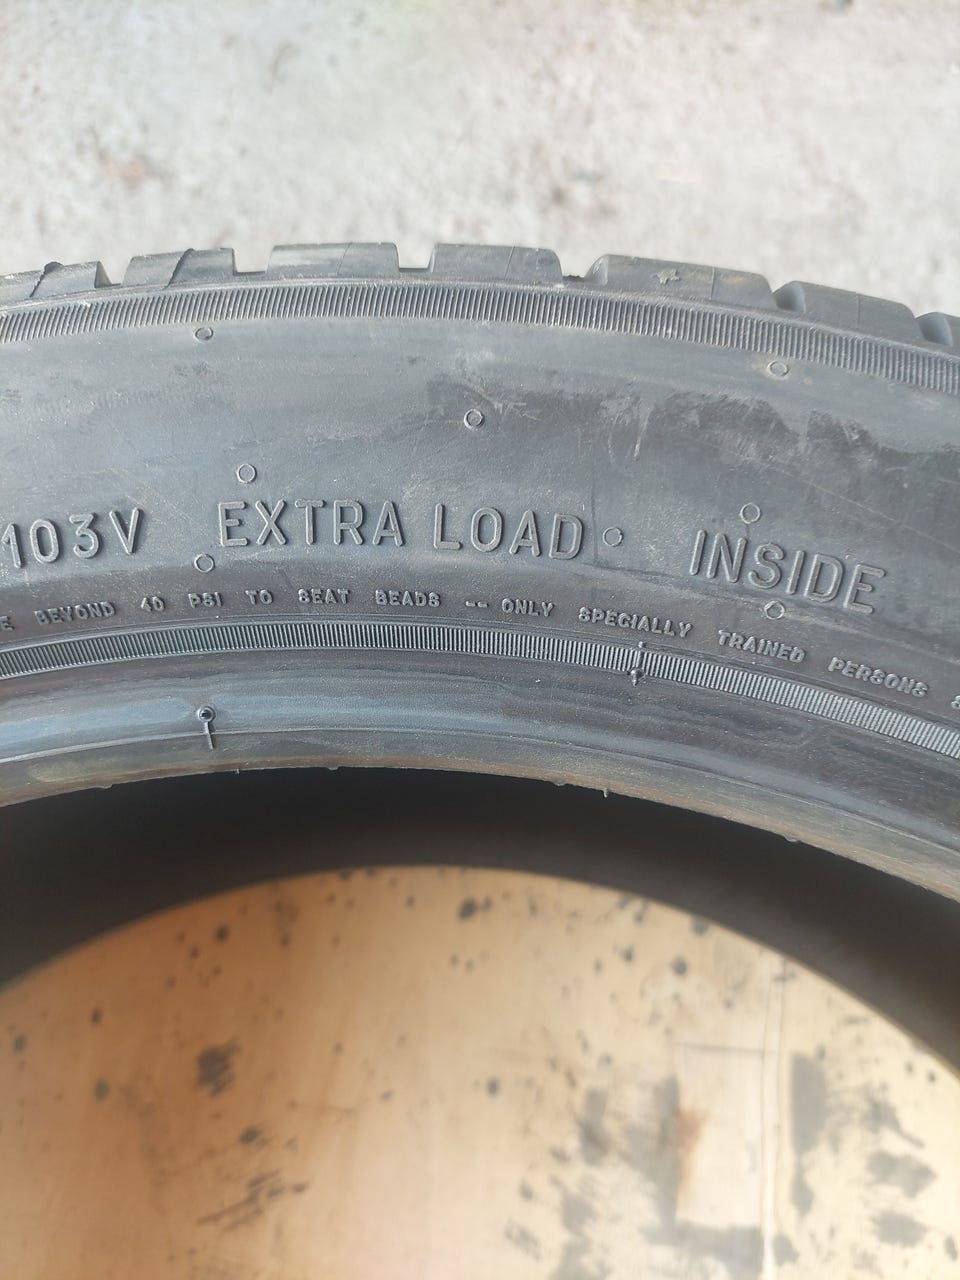 103V EXTRA LOAD INSIDE
BEYOND 40 PSI TO SEAT BEADS -- ONLY SPECIALLY TRAINED PERSONS